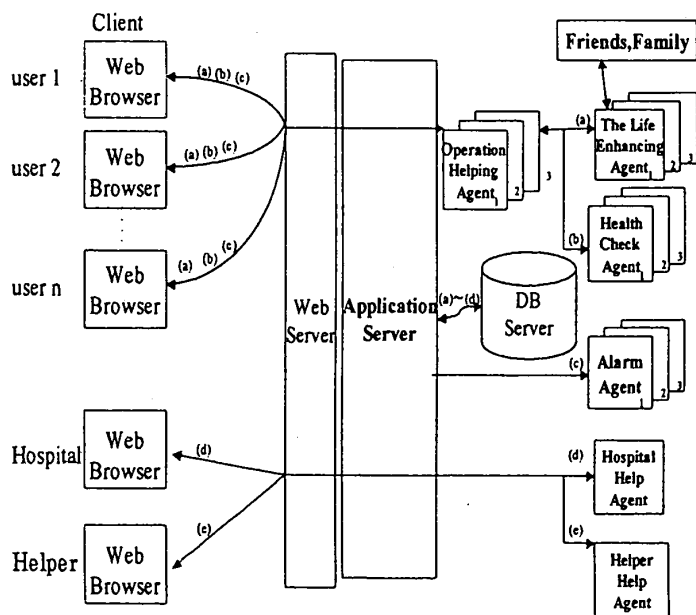 Client
user 1
Web
Browser
(a) (b) (c)
user 2
Web
Browser
(a) (b) (c)
user n
Web
Browser
(a) (b) (c)
Hospital
Web
Browser
(d)
Helper
Web
Browser
(e)
Web
Server
Application
Server
(a)~(d)
DB
Server
Operation
Helping
Agent
1
2
3
Friends,Family
(a)
The Life
Enhancing
Agent
1
2
3
(b)
Health
Check
Agent
1
2
3
(c)
Alarm
Agent
1
2
3
(d)
Hospital
Help
Agent
(e)
Helper
Help
Agent